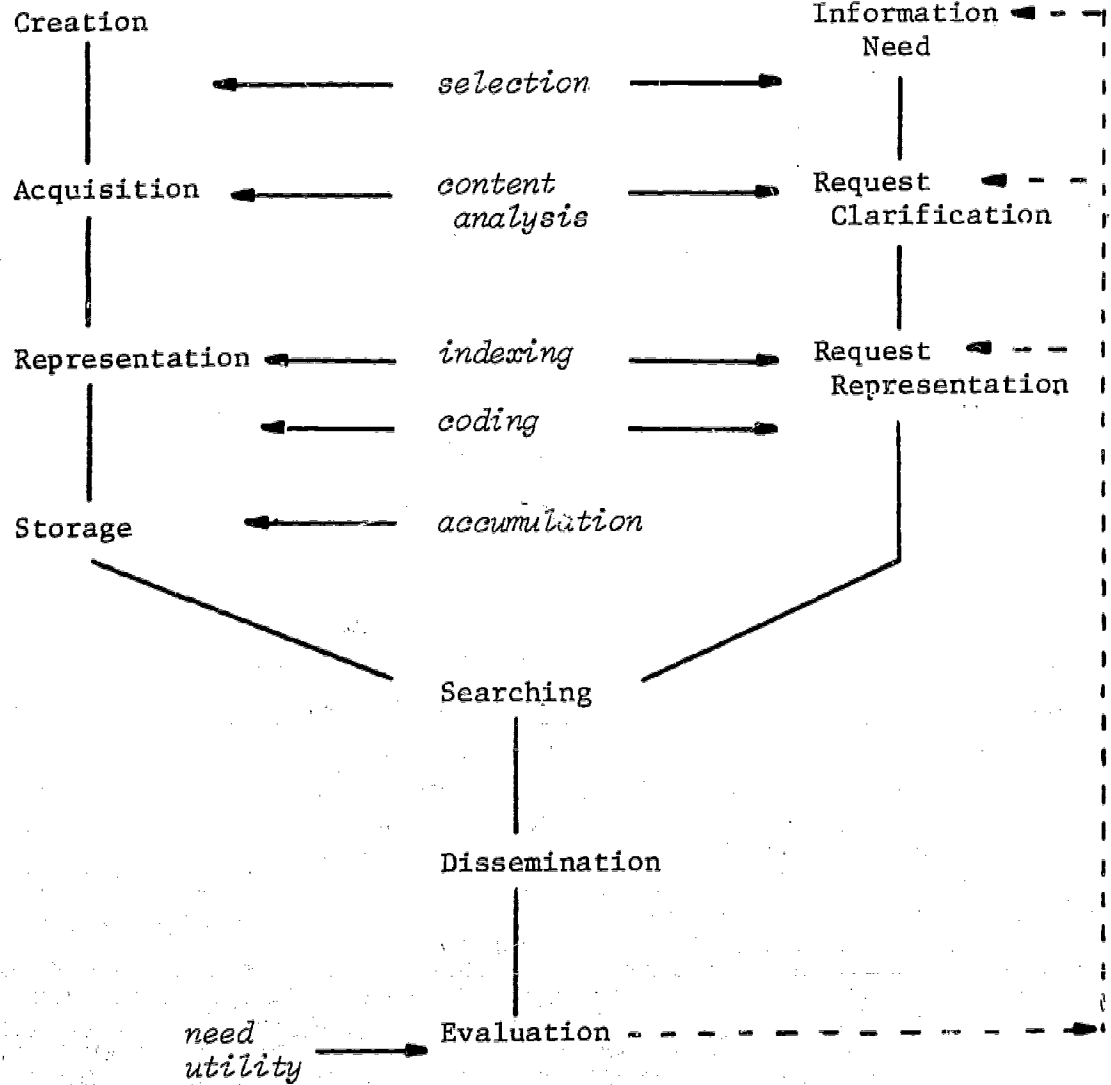 Creation
Information
Need
selection
Acquisition
content
analysis
Request
Clarification
Representation
indexing
Request
Representation
coding
Storage
accumulation
Searching
Dissemination
need
utility
Evaluation